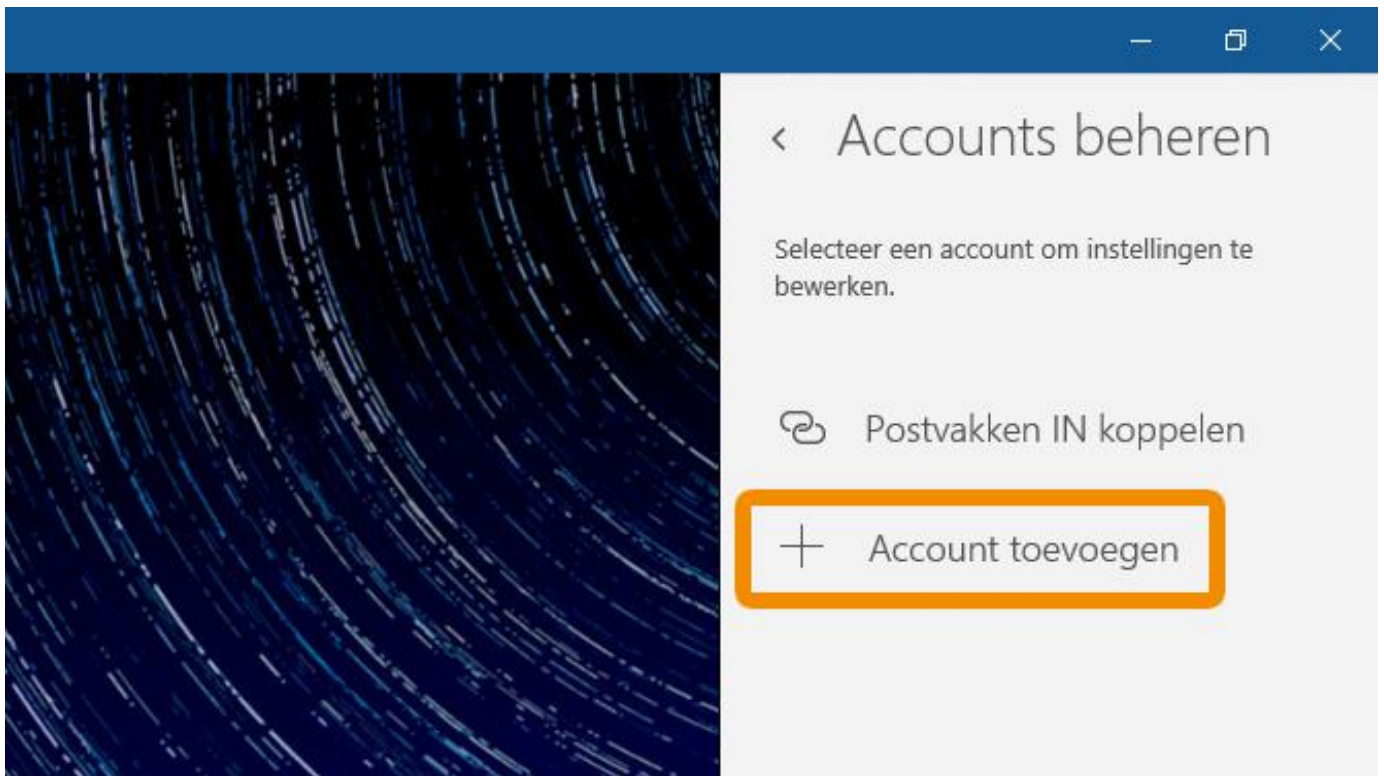 Accounts beheren
Selecteer een account om instellingen te
bewerken.
Postvakken IN koppelen
Account toevoegen